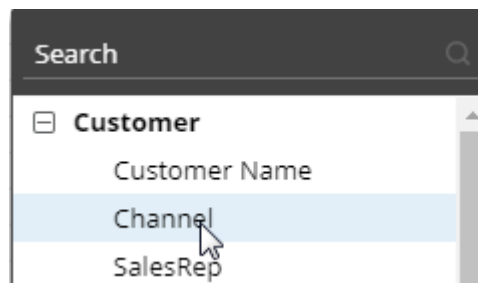 Search
Customer
Customer Name
Channel
SalesRep